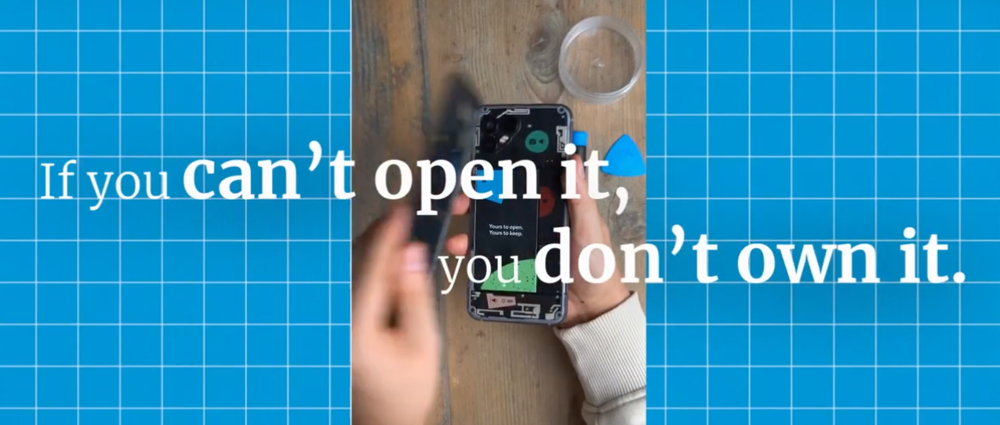 If you can't open it,
Yours to open.
Yours to keep.
you don't own it.